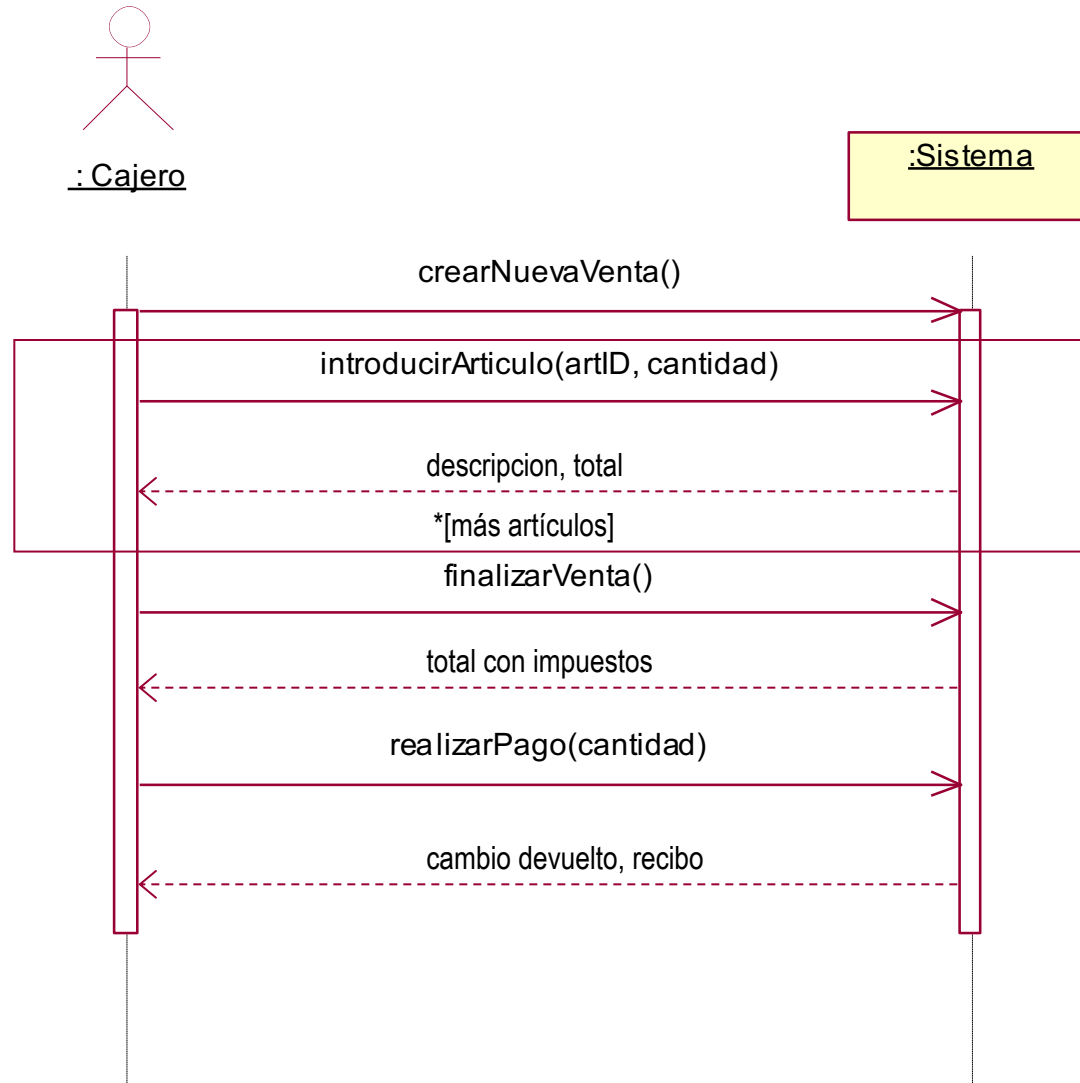 : Cajero
:Sistema
crearNuevaVenta()
introducirArticulo(artID, cantidad)
descripcion, total
*[más artículos]
finalizarVenta()
total con impuestos
realizarPago(cantidad)
cambio devuelto, recibo